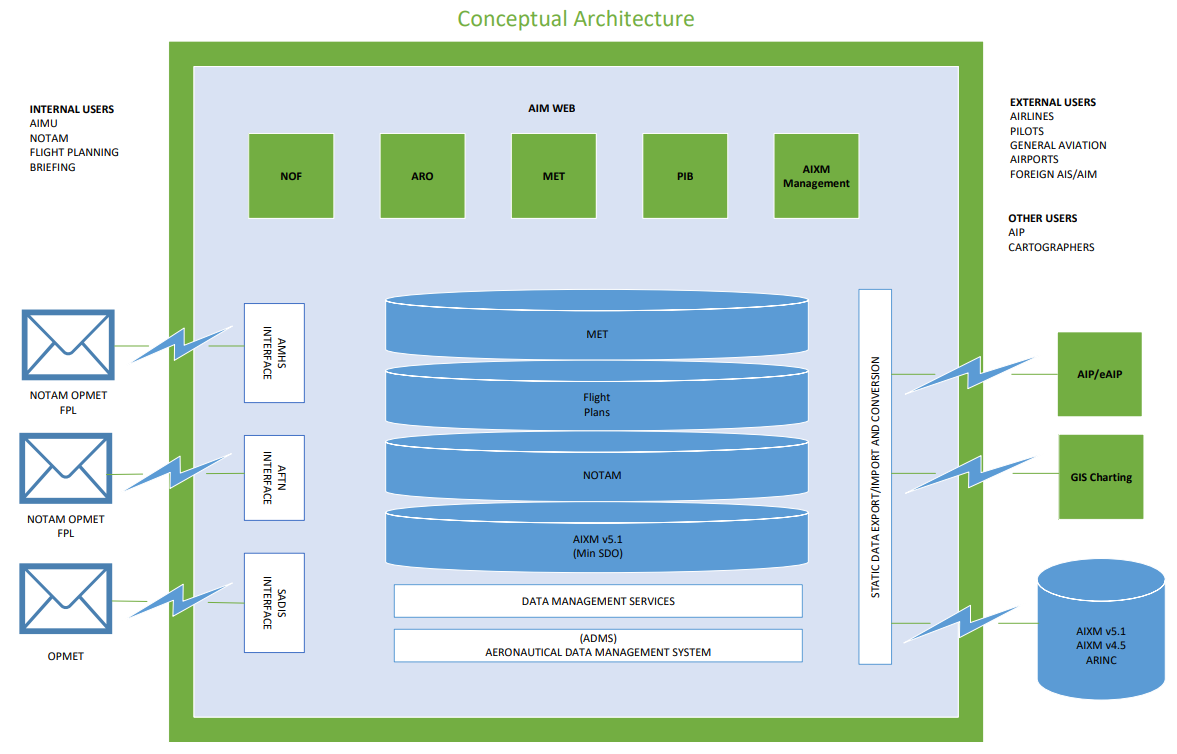 Conceptual Architecture
INTERNAL USERS
AIMU
NOTAM
FLIGHT PLANNING
BRIEFING
AIM WEB
NOF
ARO
MET
PIB
AIXM
Management
EXTERNAL USERS
AIRLINES
PILOTS
GENERAL AVIATION
AIRPORTS
FOREIGN AIS/AIM
OTHER USERS
AIP
CARTOGRAPHERS
NOTAM OPMET
FPL
NOTAM OPMET
FPL
OPMET
AMHS
INTERFACE
AFTN
INTERFACE
SADIS
INTERFACE
MET
Flight
Plans
NOTAM
AIXM v5.1
(Min SDO)
DATA MANAGEMENT SERVICES
(ADMS)
AERONAUTICAL DATA MANAGEMENT SYSTEM
STATIC DATA EXPORT/IMPORT AND CONVERSION
AIP/eAIP
GIS Charting
AIXM v5.1
AIXM v4.5
ARINC